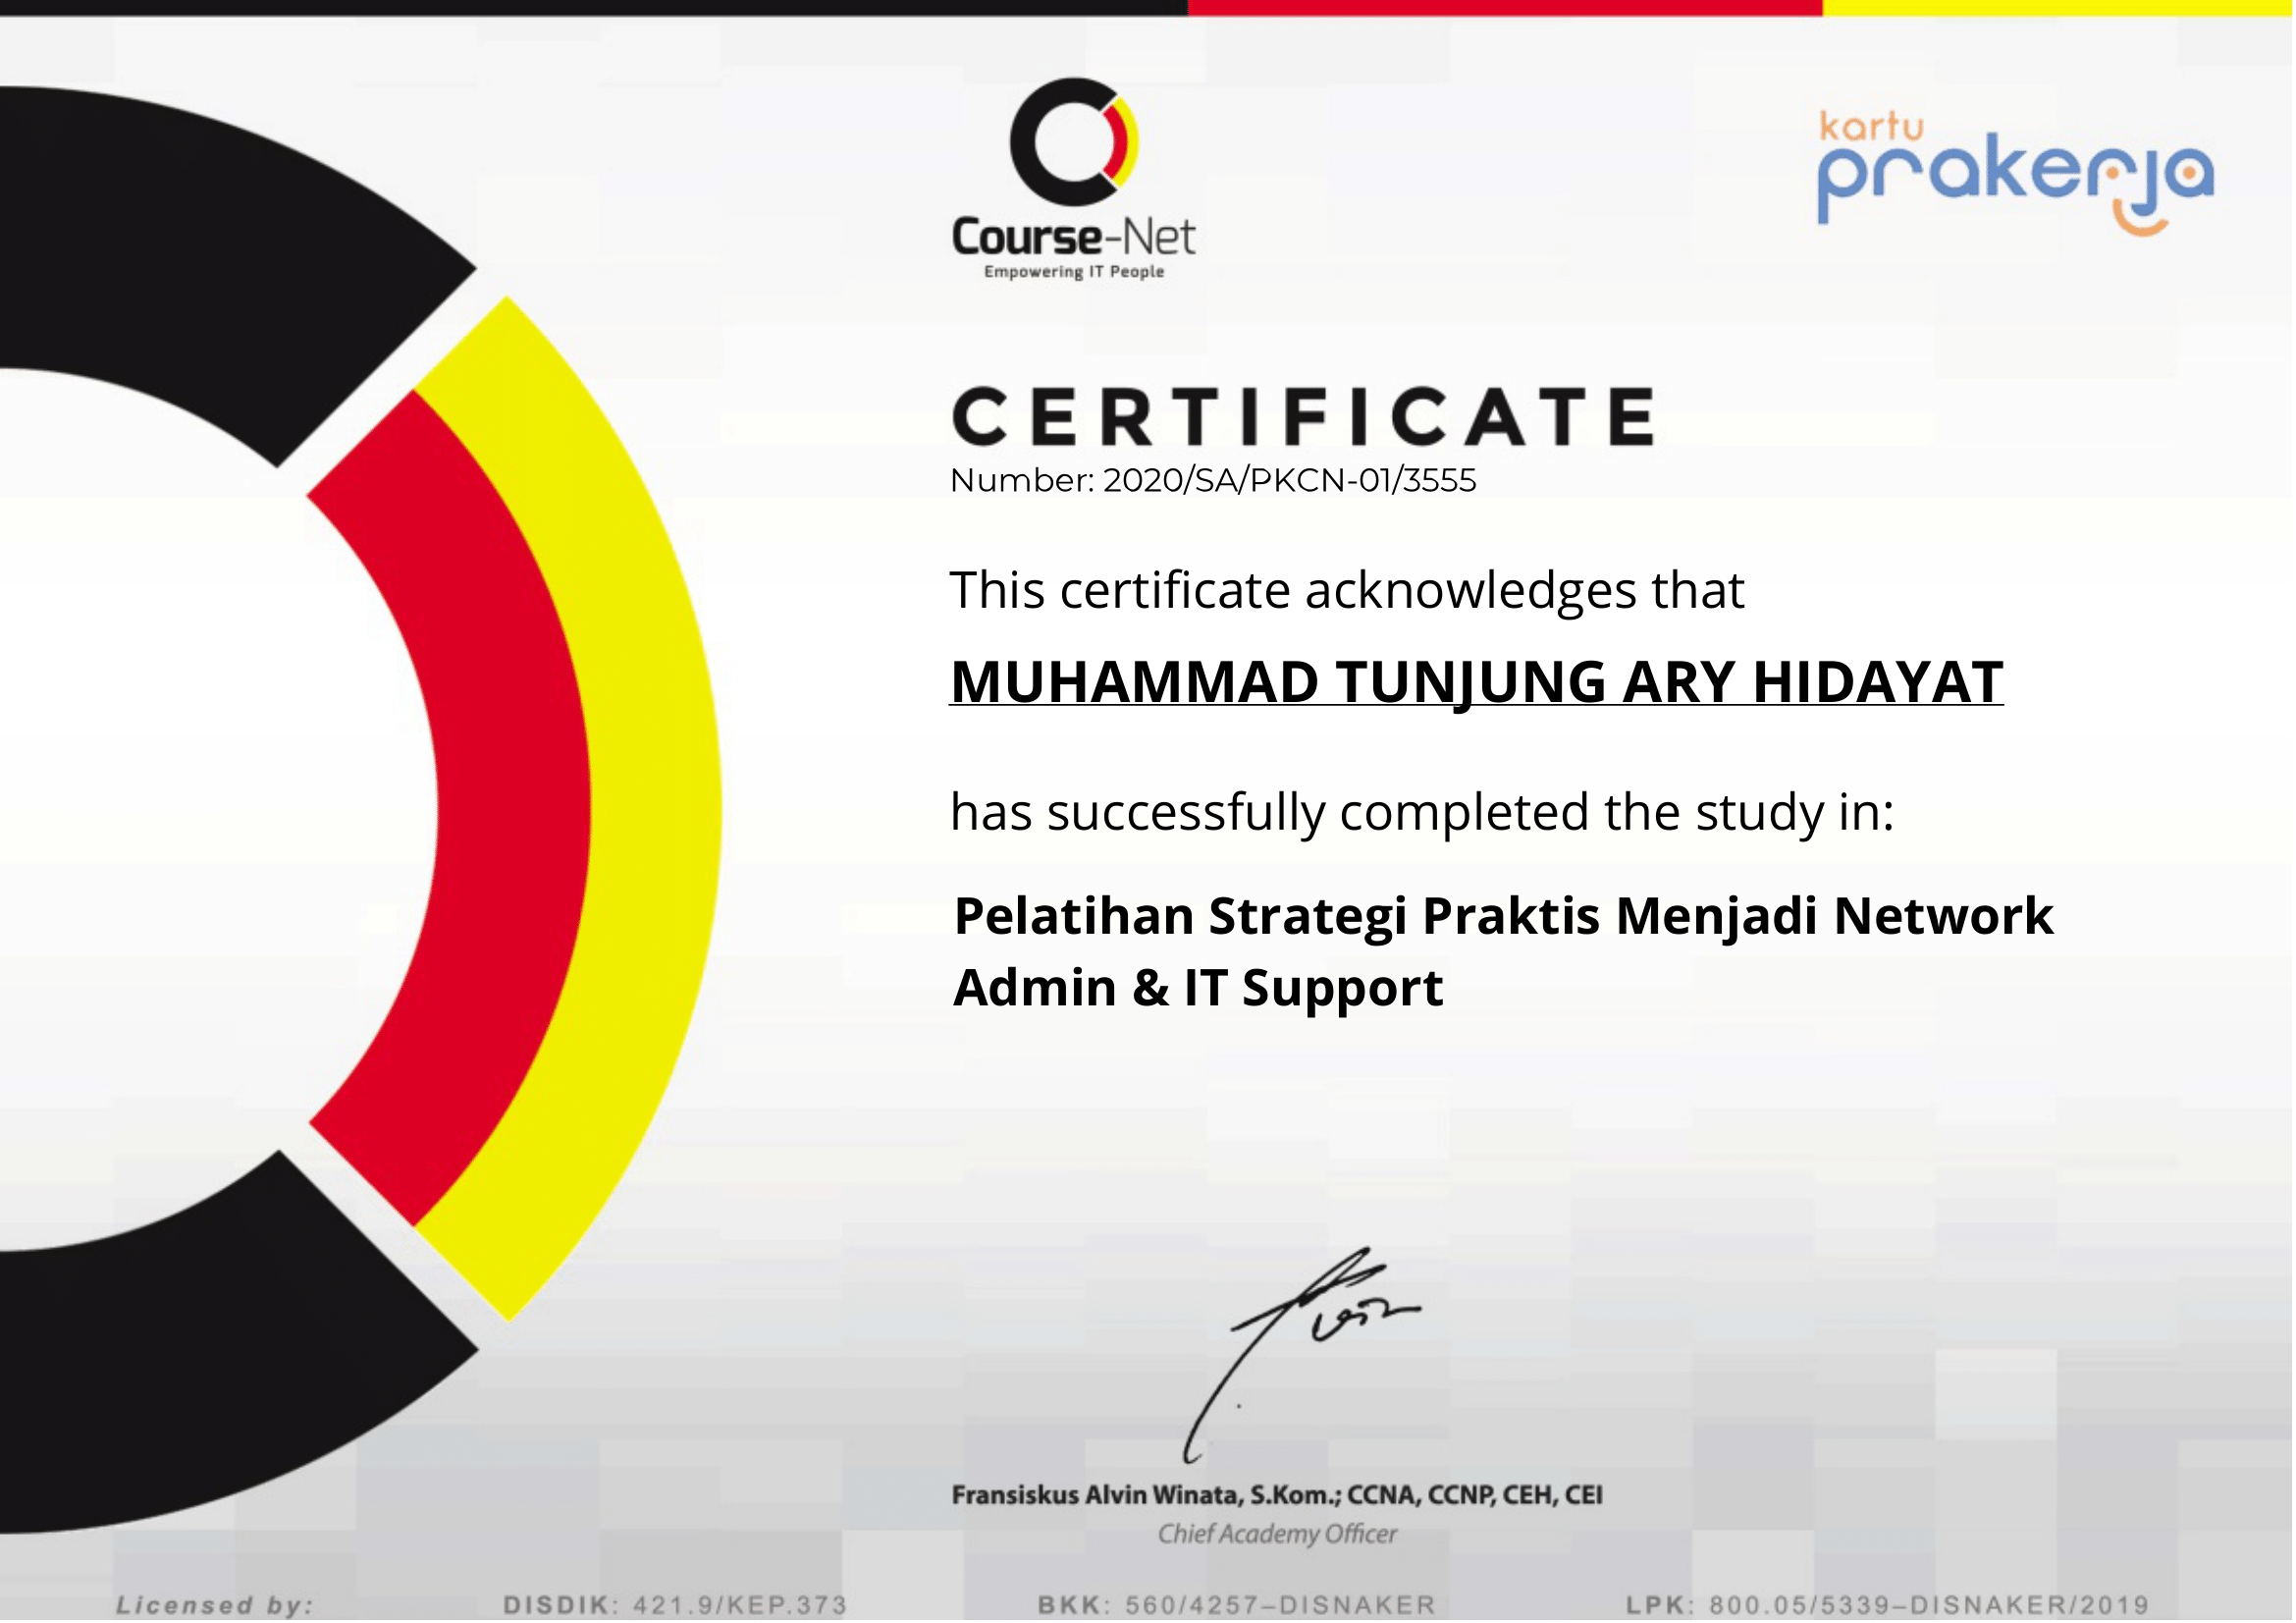 Course-Net
Empowering IT People
kartu
prakerja
CERTIFICATE
Number: 2020/SA/PKCN-01/3555
This certificate acknowledges that
MUHAMMAD TUNJUNG ARY HIDAYAT
has successfully completed the study in:
Pelatihan Strategi Praktis Menjadi Network
Admin & IT Support
Fransiskus Alvin Winata, S.Kom.; CCNA, CCNP, CEH, CEI
Chief Academy Officer
Licensed by: DISDIK: 421.9/KEP.373 BKK: 560/4257–DISNAKER LPK: 800.05/5339–DISNAKER/2019